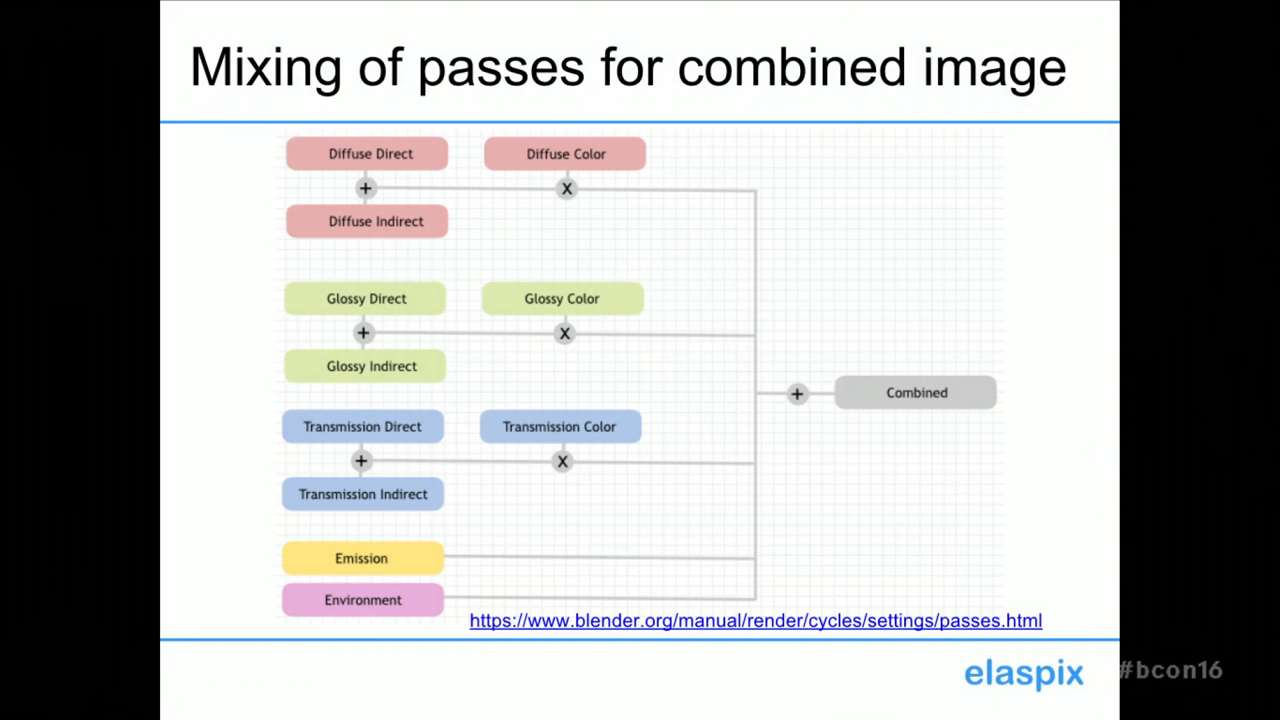 Mixing of passes for combined image
Diffuse Direct
Diffuse Color
+
X
Diffuse Indirect
Glossy Direct
Glossy Color
+
X
Glossy Indirect
+
Combined
Transmission Direct
Transmission Color
+
X
Transmission Indirect
Emission
Environment
https://www.blender.org/manual/render/cycles/settings/passes.html
elaspix
#bcon16